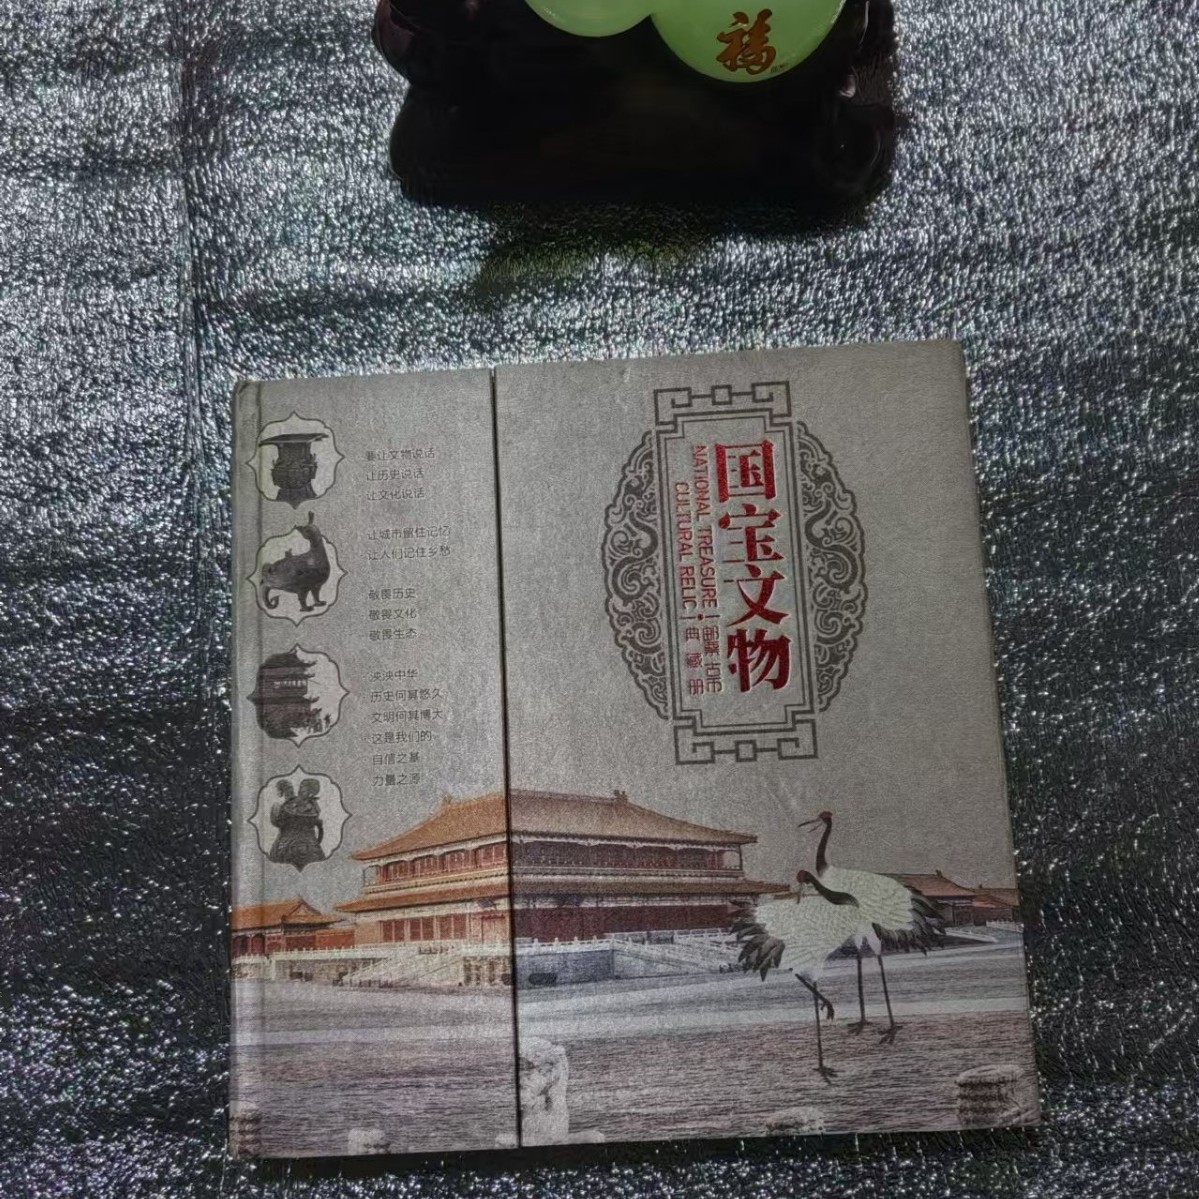 福
要让文物说话
让历史说话
让文化说话
让城市留住记忆
让人们记住乡愁
敬畏历史
敬畏文化
敬畏生态
泱泱中华
历史何其悠久
文明何其博大
这是我们的
自信之基
力量之源
国宝文物
NATIONAL TREASURE
CULTURAL RELIC
典藏册